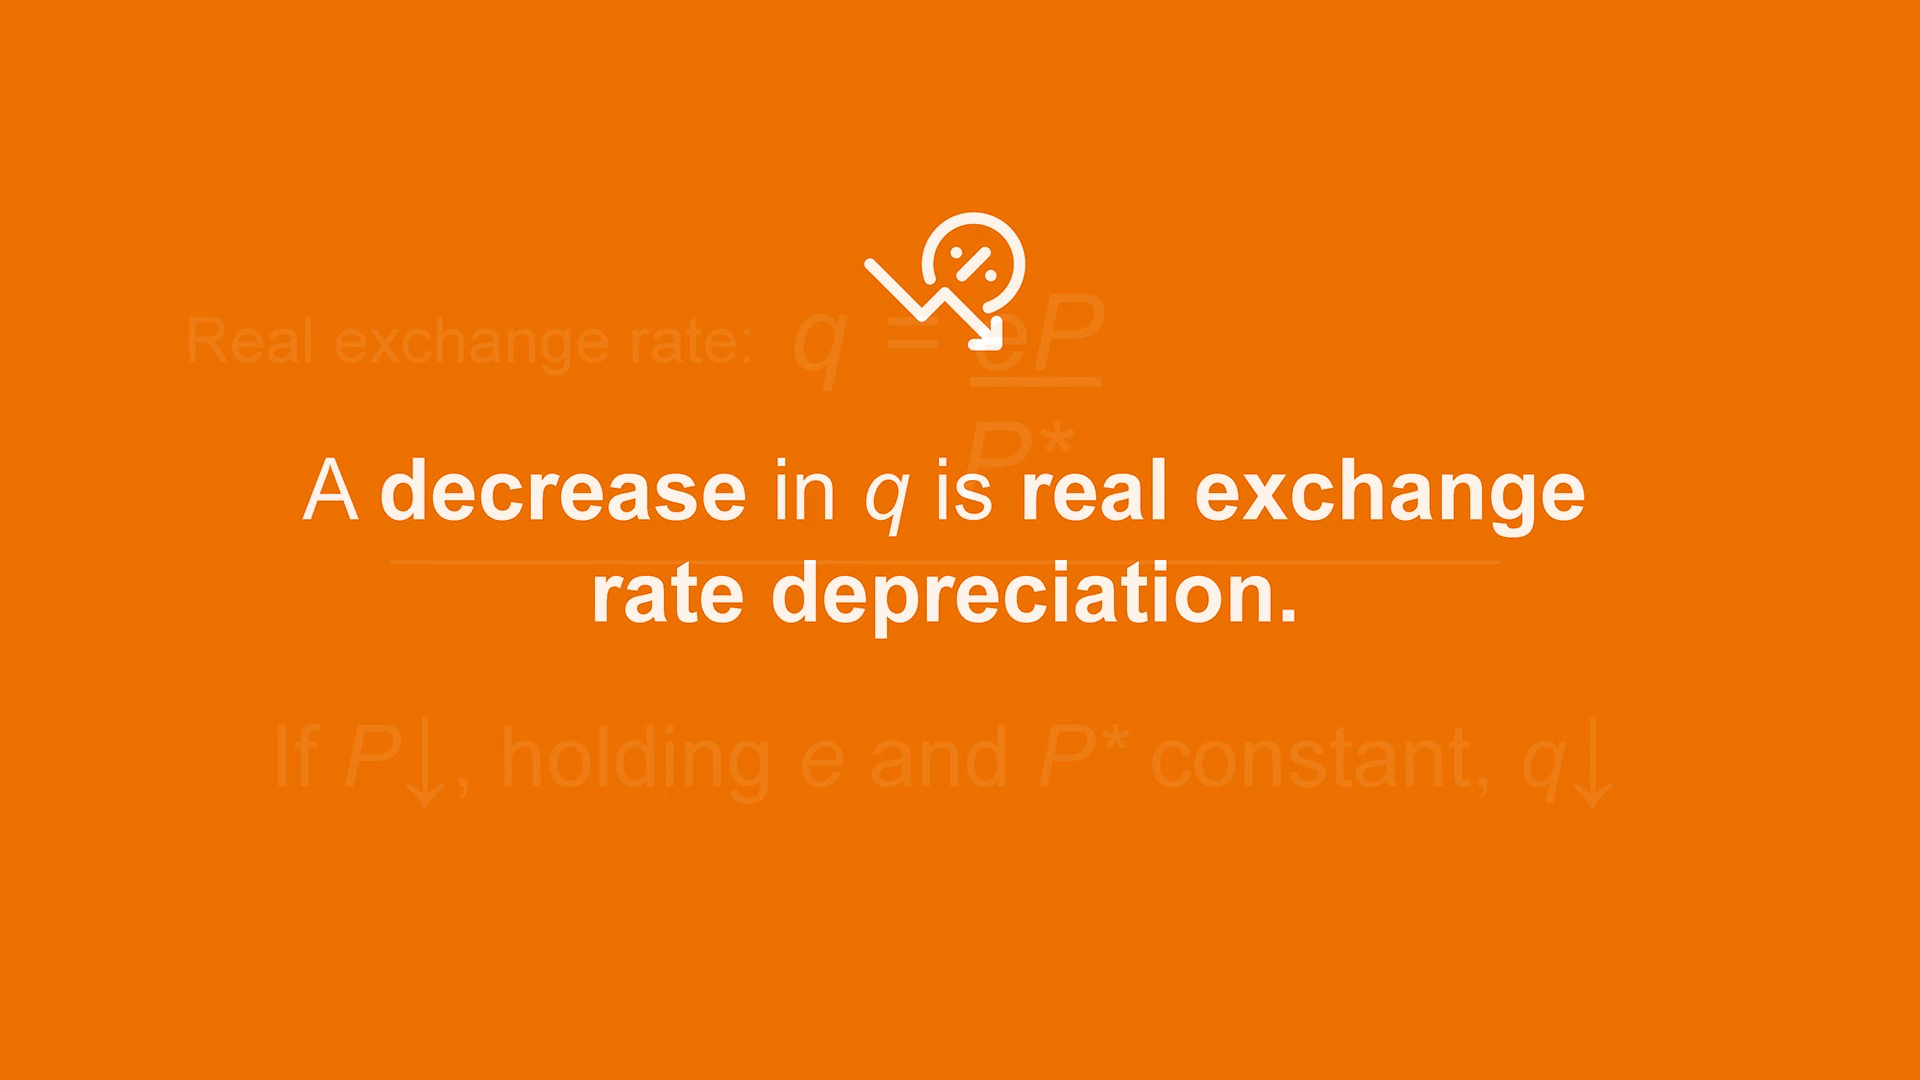 %
Real exchange rate: q = eP
P*
A decrease in q is real exchange
rate depreciation.
If P↓, holding e and P* constant, q↓